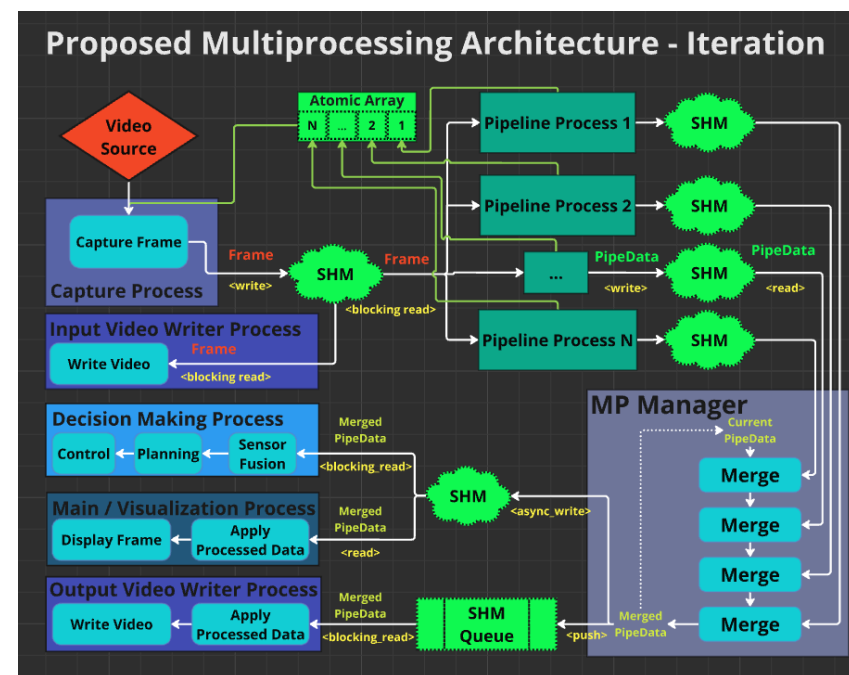 Proposed Multiprocessing Architecture - Iteration
Video
Source
Atomic Array
N ... 2 1
Pipeline Process 1
SHM
Pipeline Process 2
SHM
Capture Frame
Capture Process
Frame
<write>
SHM
Frame
<blocking read>
...
PipeData
<write>
SHM
PipeData
<read>
Pipeline Process N
SHM
Input Video Writer Process
Write Video
Frame
<blocking read>
Decision Making Process
Control
Planning
Sensor
Fusion
Merged
PipeData
<blocking_read>
Main / Visualization Process
Display Frame
Apply
Processed Data
Merged
PipeData
<read>
SHM
<async_write>
Output Video Writer Process
Write Video
Apply
Processed Data
Merged
PipeData
<blocking_read>
SHM
Queue
<push>
MP Manager
Current
PipeData
Merge
Merge
Merge
Merge
Merged
PipeData